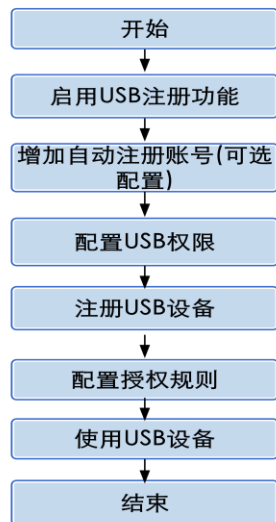 开始
启用USB注册功能
增加自动注册账号(可选
配置)
配置USB权限
注册USB设备
配置授权规则
使用USB设备
结束